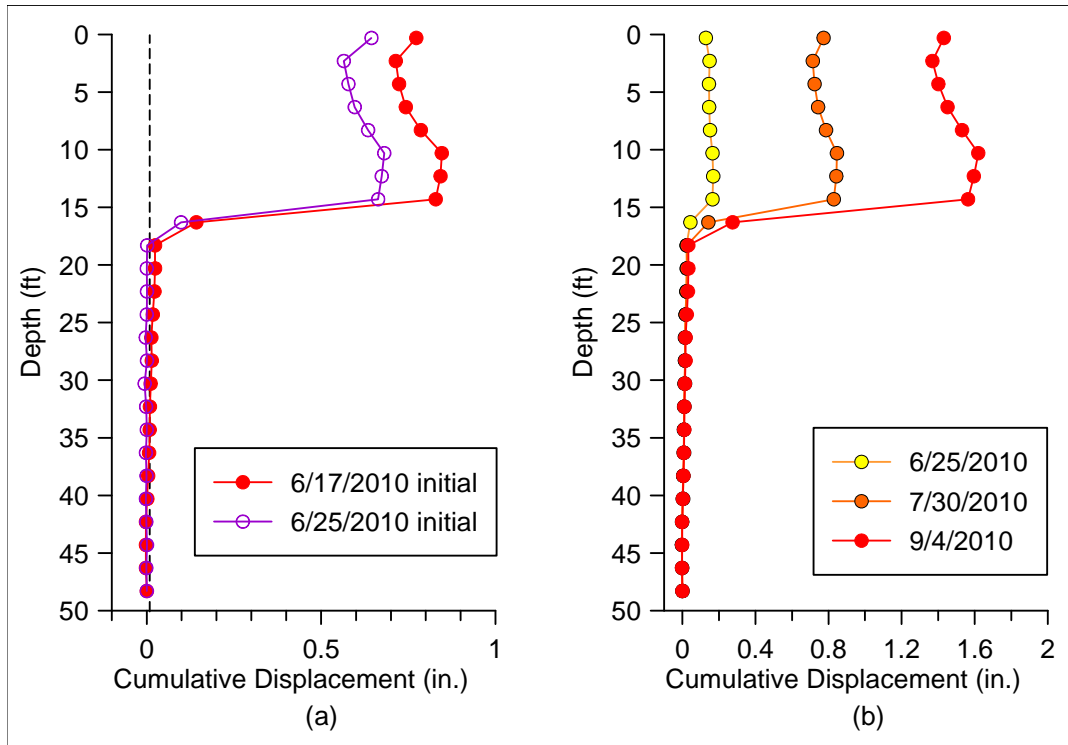 0
5
10
15
20
25
30
35
40
45
50
Depth (ft)
6/17/2010 initial
6/25/2010 initial
0 0.5 1
Cumulative Displacement (in.)
(a)
0
5
10
15
20
25
30
35
40
45
50
Depth (ft)
6/25/2010
7/30/2010
9/4/2010
0 0.4 0.8 1.2 1.6 2
Cumulative Displacement (in.)
(b)